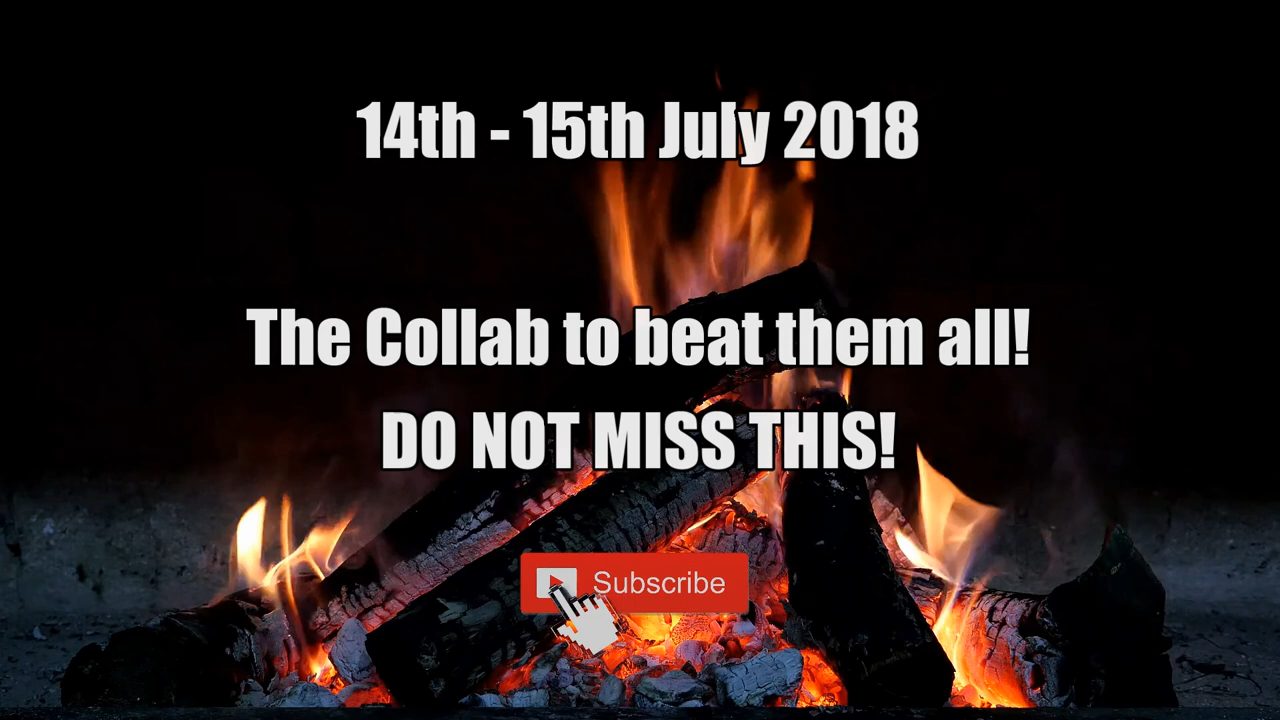 14th - 15th July 2018
The Collab to beat them all!
DO NOT MISS THIS!
Subscribe